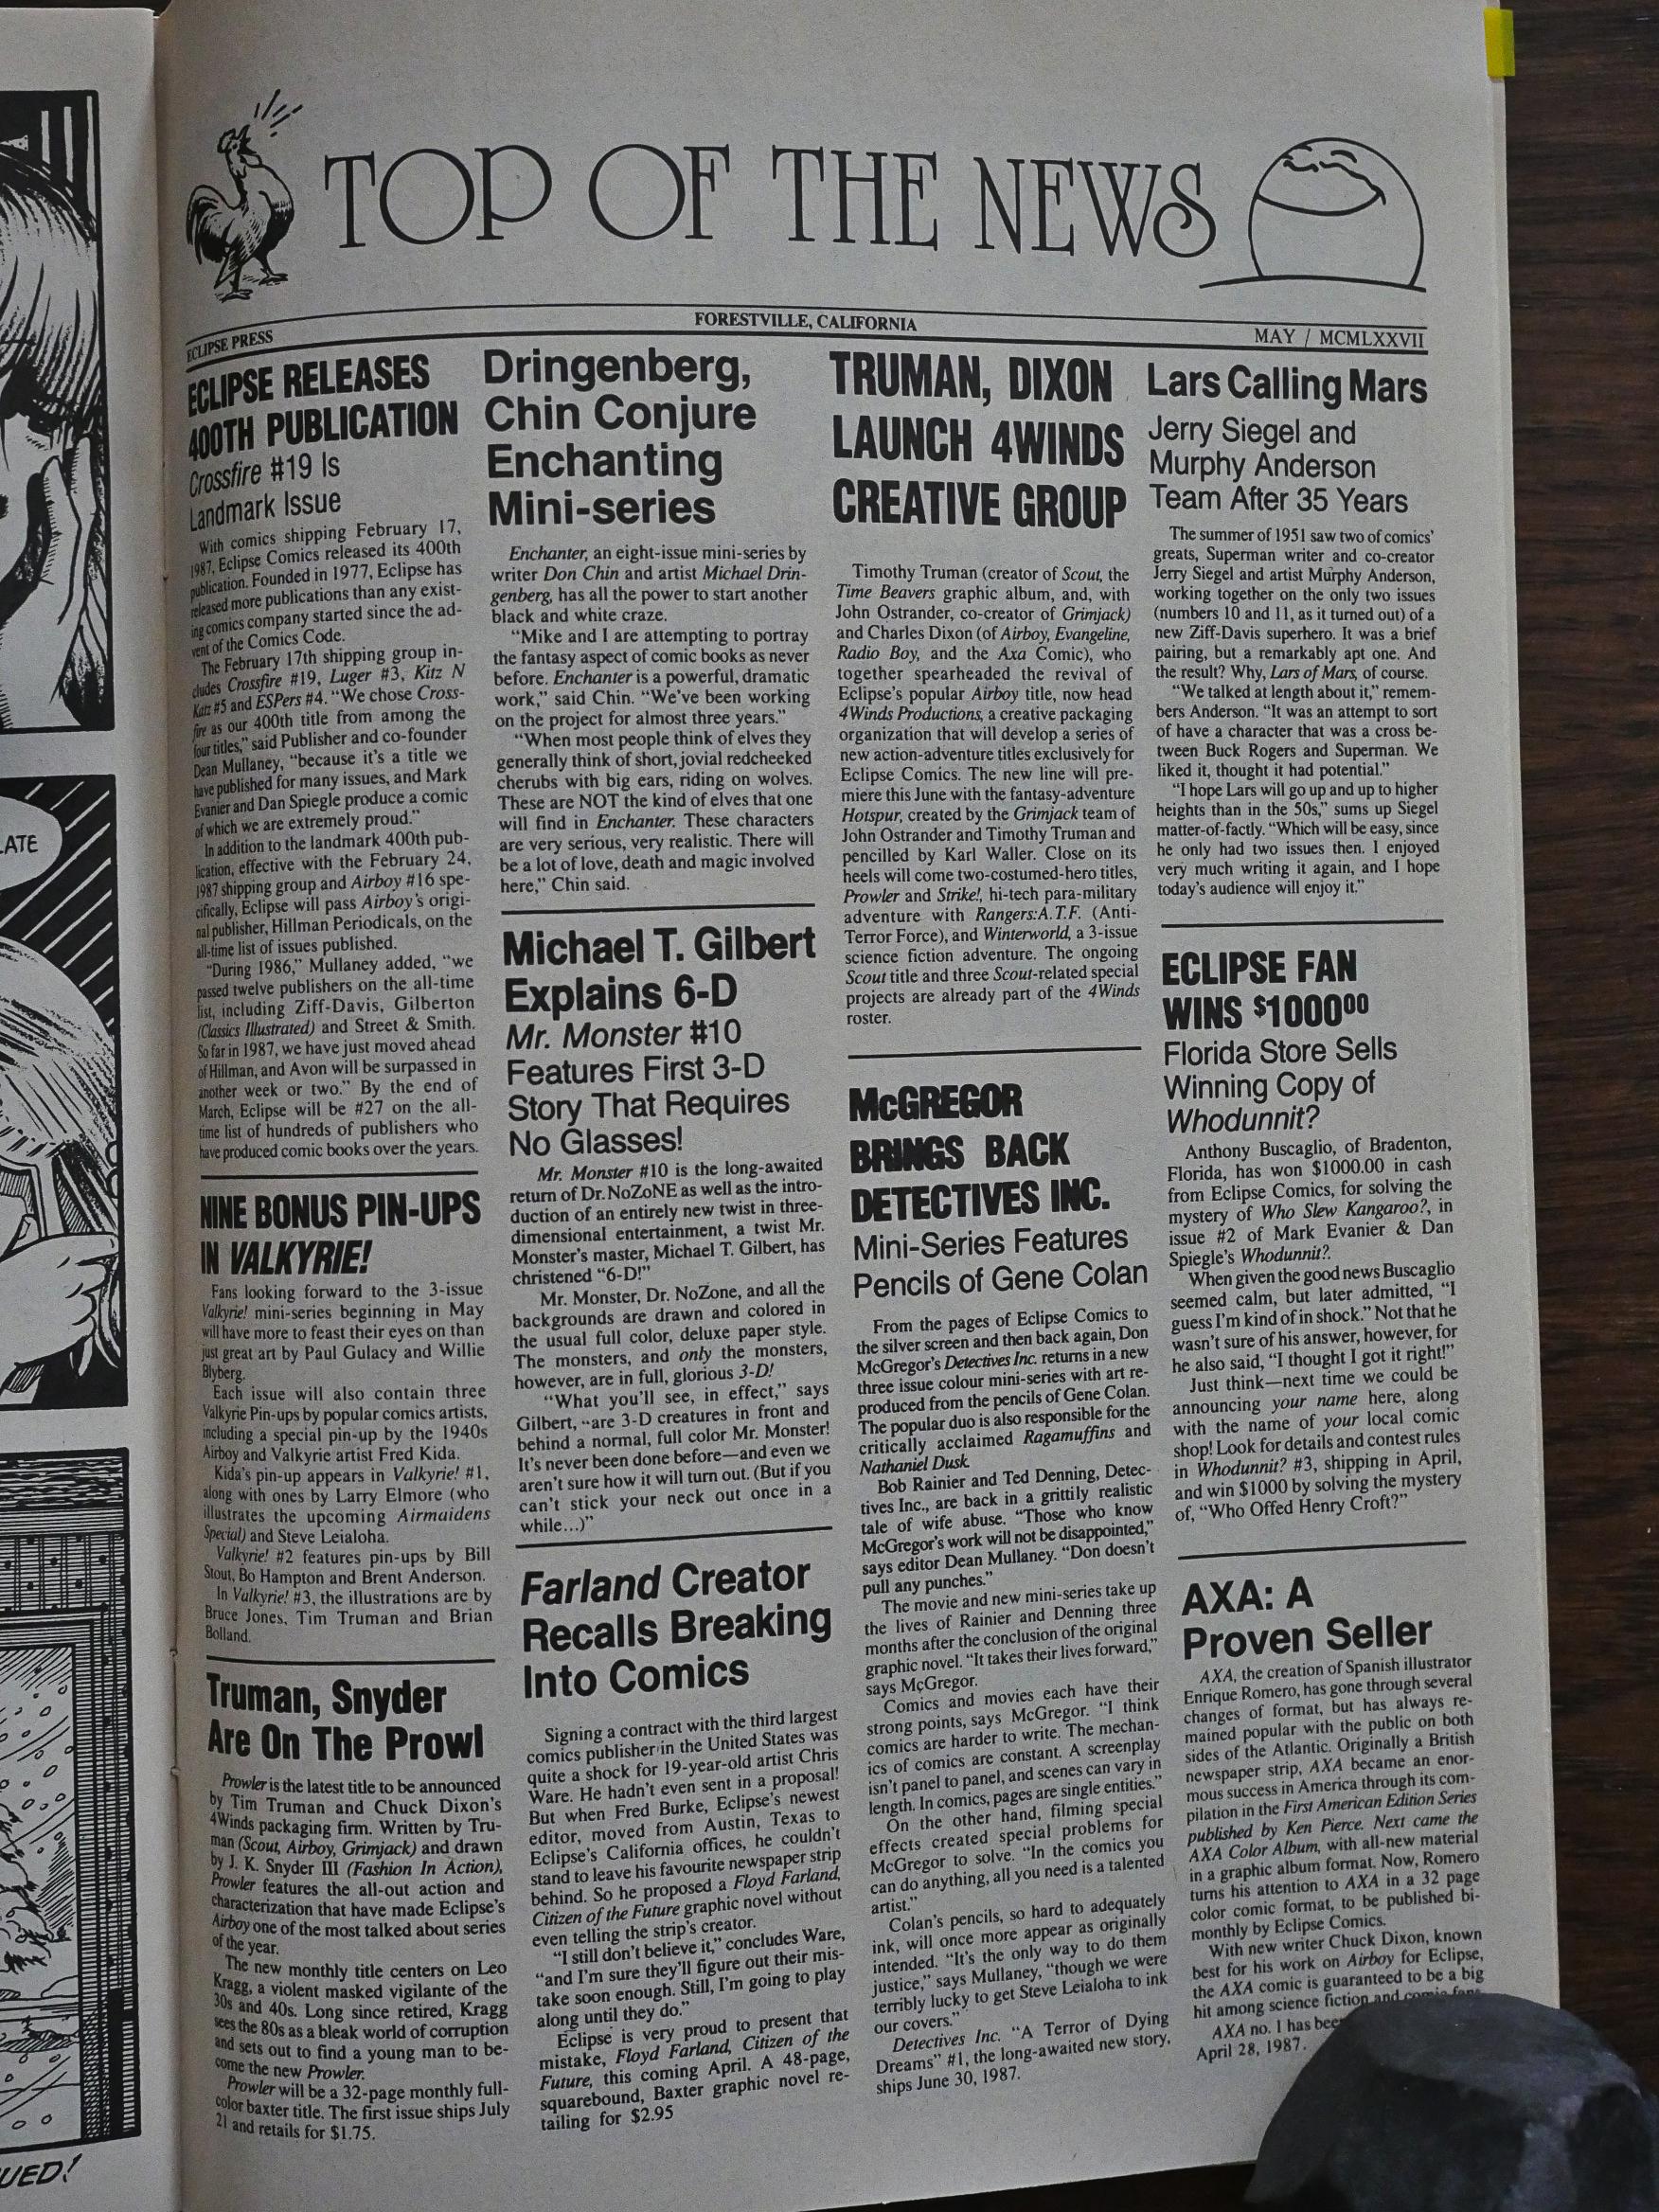 ATE
UED!
TOP OF THE NEWS
ECLIPSE PRESS
FORESTVILLE, CALIFORNIA
MAY / MCMLXXVII
ECLIPSE RELEASES
400TH PUBLICATION
Crossfire #19 Is
Landmark Issue
With comics shipping February 17,
1987, Eclipse Comics released its 400th
publication. Founded in 1977, Eclipse has
released more publications than any exist-
ing comics company started since the ad-
vent of the Comics Code.
The February 17th shipping group in-
cludes Crossfire #19, Luger #3, Kitz N
Katz #5 and ESPers #4. “We chose Cross-
fire as our 400th title from among the
four titles,” said Publisher and co-founder
Dean Mullaney, “because it’s a title we
have published for many issues, and Mark
Evanier and Dan Spiegle produce a comic
of which we are extremely proud.”
In addition to the landmark 400th pub-
lication, effective with the February 24,
1987 shipping group and Airboy #16 spe-
cifically, Eclipse will pass Airboy’s origi-
nal publisher, Hillman Periodicals, on the
all-time list of issues published.
“During 1986,” Mullaney added, “we
passed twelve publishers on the all-time
list, including Ziff-Davis, Gilberton
(Classics Illustrated) and Street & Smith.
So far in 1987, we have just moved ahead
of Hillman, and Avon will be surpassed in
another week or two.” By the end of
March, Eclipse will be #27 on the all-
time list of hundreds of publishers who
have produced comic books over the years.
NINE BONUS PIN-UPS
IN VALKYRIE!
Fans looking forward to the 3-issue
Valkyrie! mini-series beginning in May
will have more to feast their eyes on than
just great art by Paul Gulacy and Willie
Blyberg.
Each issue will also contain three
Valkyrie Pin-ups by popular comics artists,
including a special pin-up by the 1940s
Airboy and Valkyrie artist Fred Kida.
Kida’s pin-up appears in Valkyrie! #1,
along with ones by Larry Elmore (who
illustrates the upcoming Airmaidens
Special) and Steve Leialoha.
Valkyrie! #2 features pin-ups by Bill
Stout, Bo Hampton and Brent Anderson.
In Valkyrie! #3, the illustrations are by
Bruce Jones, Tim Truman and Brian
Bolland.
Truman, Snyder
Are On The Prowl
Prowler is the latest title to be announced
by Tim Truman and Chuck Dixon’s
4Winds packaging firm. Written by Tru-
man (Scout, Airboy, Grimjack) and drawn
by J. K. Snyder III (Fashion In Action),
Prowler features the all-out action and
characterization that have made Eclipse’s
Airboy one of the most talked about series
of the year.
The new monthly title centers on Leo
Kragg, a violent masked vigilante of the
30s and 40s. Long since retired, Kragg
sees the 80s as a bleak world of corruption
and sets out to find a young man to be-
come the new Prowler.
Prowler will be a 32-page monthly full-
color baxter title. The first issue ships July
21 and retails for $1.75.
Dringenberg,
Chin Conjure
Enchanting
Mini-series
Enchanter, an eight-issue mini-series by
writer Don Chin and artist Michael Drin-
genberg, has all the power to start another
black and white craze.
“Mike and I are attempting to portray
the fantasy aspect of comic books as never
before. Enchanter is a powerful, dramatic
work,” said Chin. “We’ve been working
on the project for almost three years.”
“When most people think of elves they
generally think of short, jovial redcheeked
cherubs with big ears, riding on wolves.
These are NOT the kind of elves that one
will find in Enchanter. These characters
are very serious, very realistic. There will
be a lot of love, death and magic involved
here,” Chin said.
Michael T. Gilbert
Explains 6-D
Mr. Monster #10
Features First 3-D
Story That Requires
No Glasses!
Mr. Monster #10 is the long-awaited
return of Dr. NoZoNE as well as the intro-
duction of an entirely new twist in three-
dimensional entertainment, a twist Mr.
Monster’s master, Michael T. Gilbert, has
christened “6-D!”
Mr. Monster, Dr. NoZone, and all the
backgrounds are drawn and colored in
the usual full color, deluxe paper style.
The monsters, and only the monsters,
however, are in full, glorious 3-D!
“What you’ll see, in effect,” says
Gilbert, “are 3-D creatures in front and
behind a normal, full color Mr. Monster!
It’s never been done before—and even we
aren’t sure how it will turn out. (But if you
can’t stick your neck out once in a
while...)”
Farland Creator
Recalls Breaking
Into Comics
Signing a contract with the third largest
comics publisher in the United States was
quite a shock for 19-year-old artist Chris
Ware. He hadn’t even sent in a proposal!
But when Fred Burke, Eclipse’s newest
editor, moved from Austin, Texas to
Eclipse’s California offices, he couldn’t
stand to leave his favourite newspaper strip
behind. So he proposed a Floyd Farland,
Citizen of the Future graphic novel without
even telling the strip’s creator.
“I still don’t believe it,” concludes Ware,
“and I’m sure they’ll figure out their mis-
take soon enough. Still, I’m going to play
along until they do.”
Eclipse is very proud to present that
mistake, Floyd Farland, Citizen of the
Future, this coming April. A 48-page,
squarebound, Baxter graphic novel re-
tailing for $2.95
TRUMAN, DIXON
LAUNCH 4WINDS
CREATIVE GROUP
Timothy Truman (creator of Scout, the
Time Beavers graphic album, and, with
John Ostrander, co-creator of Grimjack)
and Charles Dixon (of Airboy, Evangeline,
Radio Boy, and the Axa Comic), who
together spearheaded the revival of
Eclipse’s popular Airboy title, now head
4Winds Productions, a creative packaging
organization that will develop a series of
new action-adventure titles exclusively for
Eclipse Comics. The new line will pre-
miere this June with the fantasy-adventure
Hotspur, created by the Grimjack team of
John Ostrander and Timothy Truman and
pencilled by Karl Waller. Close on its
heels will come two-costumed-hero titles,
Prowler and Strike!, hi-tech para-military
adventure with Rangers:A.T.F. (Anti-
Terror Force), and Winterworld, a 3-issue
science fiction adventure. The ongoing
Scout title and three Scout-related special
projects are already part of the 4Winds
roster.
McGREGOR
BRINGS BACK
DETECTIVES INC.
Mini-Series Features
Pencils of Gene Colan
From the pages of Eclipse Comics to
the silver screen and then back again, Don
McGregor’s Detectives Inc. returns in a new
three issue colour mini-series with art re-
produced from the pencils of Gene Colan.
The popular duo is also responsible for the
critically acclaimed Ragamuffins and
Nathaniel Dusk.
Bob Rainier and Ted Denning, Detec-
tives Inc., are back in a grittily realistic
tale of wife abuse. “Those who know
McGregor’s work will not be disappointed,”
says editor Dean Mullaney. “Don doesn’t
pull any punches.”
The movie and new mini-series take up
the lives of Rainier and Denning three
months after the conclusion of the original
graphic novel. “It takes their lives forward,”
says McGregor.
Comics and movies each have their
strong points, says McGregor. “I think
comics are harder to write. The mechan-
ics of comics are constant. A screenplay
isn’t panel to panel, and scenes can vary in
length. In comics, pages are single entities.”
On the other hand, filming special
effects created special problems for
McGregor to solve. “In the comics you
can do anything, all you need is a talented
artist.”
Colan’s pencils, so hard to adequately
ink, will once more appear as originally
intended. “It’s the only way to do them
justice,” says Mullaney, “though we were
terribly lucky to get Steve Leialoha to ink
our covers.”
Detectives Inc. “A Terror of Dying
Dreams” #1, the long-awaited new story,
ships June 30, 1987.
Lars Calling Mars
Jerry Siegel and
Murphy Anderson
Team After 35 Years
The summer of 1951 saw two of comics’
greats, Superman writer and co-creator
Jerry Siegel and artist Murphy Anderson,
working together on the only two issues
(numbers 10 and 11, as it turned out) of a
new Ziff-Davis superhero. It was a brief
pairing, but a remarkably apt one. And
the result? Why, Lars of Mars, of course.
“We talked at length about it,” remem-
bers Anderson. “It was an attempt to sort
of have a character that was a cross be-
tween Buck Rogers and Superman. We
liked it, thought it had potential.”
“I hope Lars will go up and up to higher
heights than in the 50s,” sums up Siegel
matter-of-factly. “Which will be easy, since
he only had two issues then. I enjoyed
very much writing it again, and I hope
today’s audience will enjoy it.”
ECLIPSE FAN
WINS $1000⁰⁰
Florida Store Sells
Winning Copy of
Whodunnit?
Anthony Buscaglio, of Bradenton,
Florida, has won $1000.00 in cash
from Eclipse Comics, for solving the
mystery of Who Slew Kangaroo?, in
issue #2 of Mark Evanier & Dan
Spiegle’s Whodunnit?.
When given the good news Buscaglio
seemed calm, but later admitted, “I
guess I’m kind of in shock.” Not that he
wasn’t sure of his answer, however, for
he also said, “I thought I got it right!”
Just think—next time we could be
announcing your name here, along
with the name of your local comic
shop! Look for details and contest rules
in Whodunnit? #3, shipping in April,
and win $1000 by solving the mystery
of, “Who Offed Henry Croft?”
AXA: A
Proven Seller
AXA, the creation of Spanish illustrator
Enrique Romero, has gone through several
changes of format, but has always re-
mained popular with the public on both
sides of the Atlantic. Originally a British
newspaper strip, AXA became an enor-
mous success in America through its com-
pilation in the First American Edition Series
published by Ken Pierce. Next came the
AXA Color Album, with all-new material
in a graphic album format. Now, Romero
turns his attention to AXA in a 32 page
color comic format, to be published bi-
monthly by Eclipse Comics.
With new writer Chuck Dixon, known
best for his work on Airboy for Eclipse,
the AXA comic is guaranteed to be a big
hit among science fiction and comic fans.
AXA no. 1 has been
April 28, 1987.